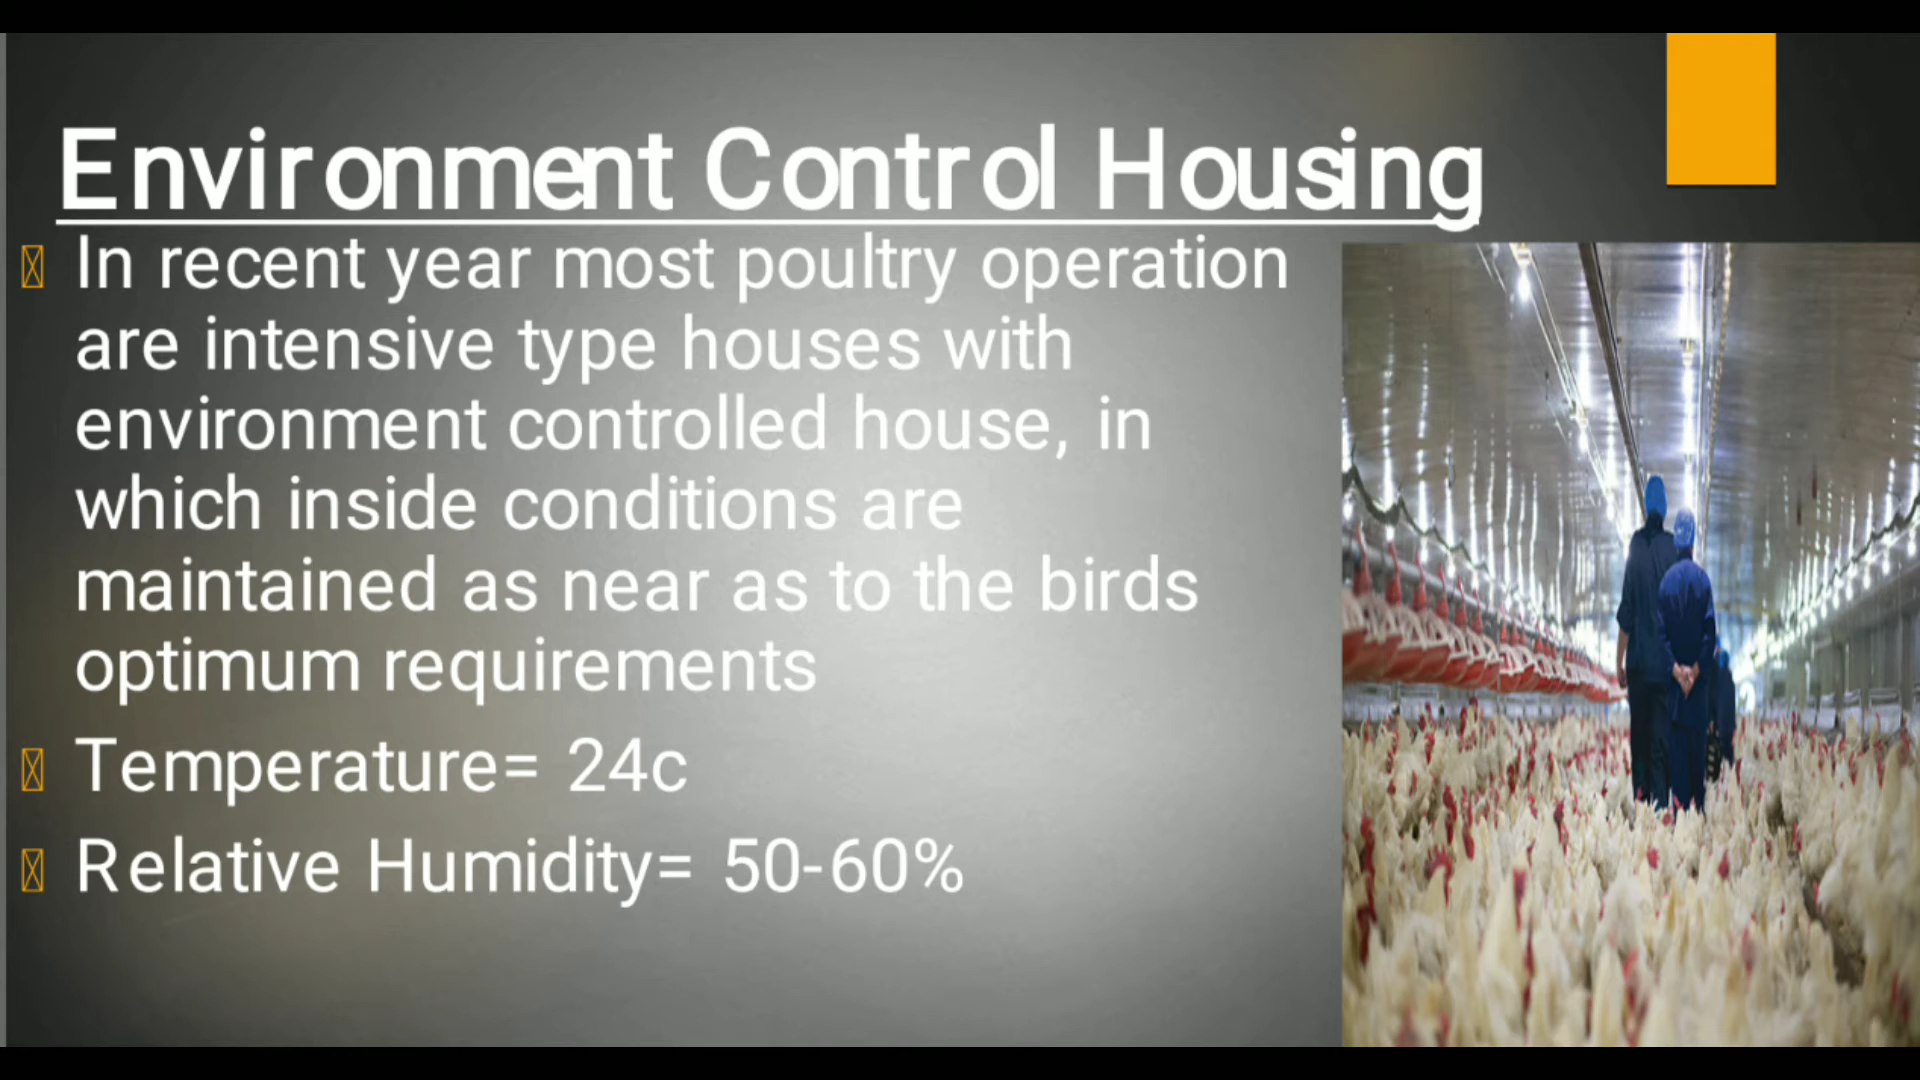 Environment Control Housing
In recent year most poultry operation
are intensive type houses with
environment controlled house, in
which inside conditions are
maintained as near as to the birds
optimum requirements
Temperature= 24c
Relative Humidity= 50-60%